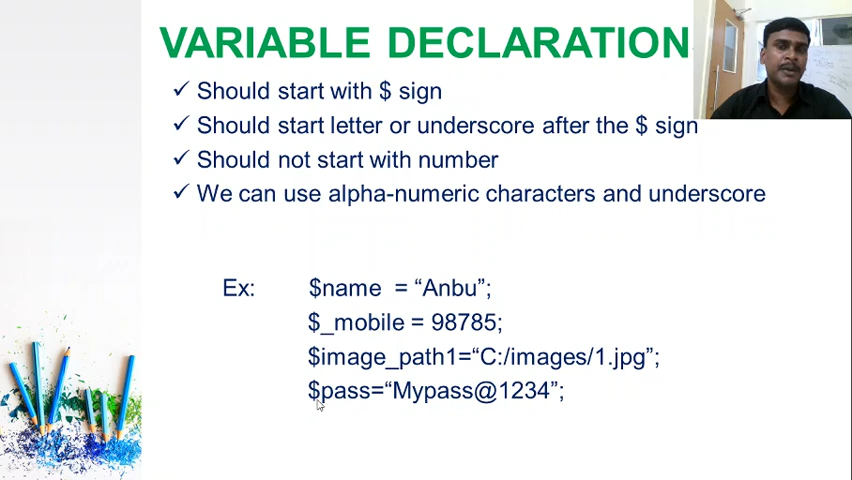 VARIABLE DECLARATION
✓ Should start with $ sign
✓ Should start letter or underscore after the $ sign
✓ Should not start with number
✓ We can use alpha-numeric characters and underscore
Ex: $name = “Anbu”;
$_mobile = 98785;
$image_path1=“C:/images/1.jpg”;
$pass=“Mypass@1234”;